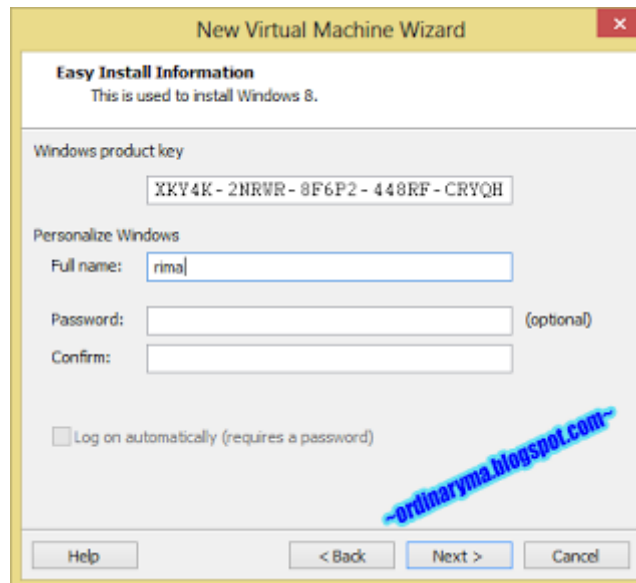 New Virtual Machine Wizard
x
Easy Install Information
This is used to install Windows 8.
Windows product key
XKY4K-2NRWR-8F6P2-448RF-CRYQH
Personalize Windows
Full name: rima
Password: (optional)
Confirm:
Log on automatically (requires a password)
~ordinaryma.blogspot.com~
Help < Back Next > Cancel